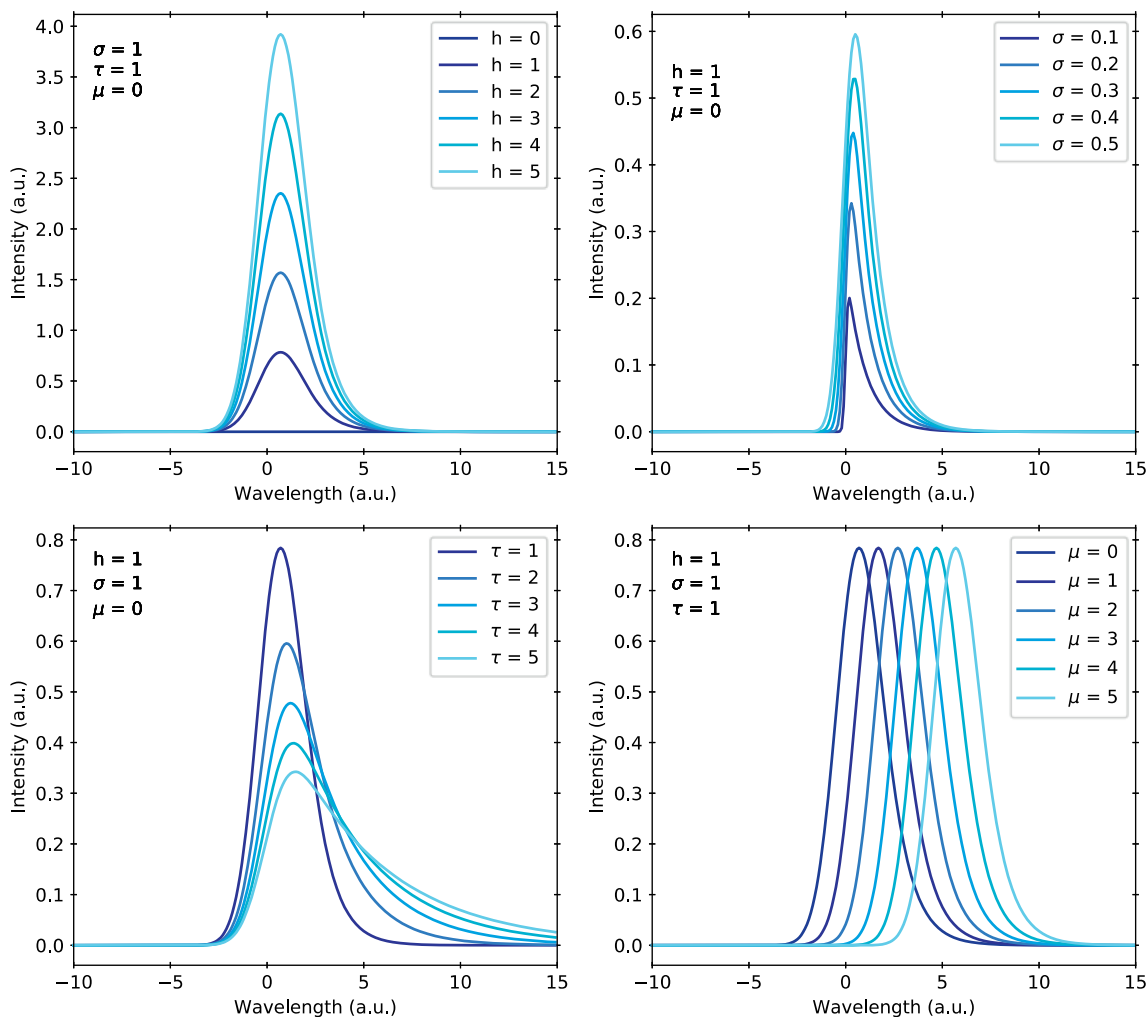 σ = 1
τ = 1
μ = 0
h = 0
h = 1
h = 2
h = 3
h = 4
h = 5
4.0
3.5
3.0
2.5
2.0
1.5
1.0
0.5
0.0
Intensity (a.u.)
−10 −5 0 5 10 15
Wavelength (a.u.)
h = 1
τ = 1
μ = 0
σ = 0.1
σ = 0.2
σ = 0.3
σ = 0.4
σ = 0.5
0.6
0.5
0.4
0.3
0.2
0.1
0.0
Intensity (a.u.)
−10 −5 0 5 10 15
Wavelength (a.u.)
h = 1
σ = 1
μ = 0
τ = 1
τ = 2
τ = 3
τ = 4
τ = 5
0.8
0.7
0.6
0.5
0.4
0.3
0.2
0.1
0.0
Intensity (a.u.)
−10 −5 0 5 10 15
Wavelength (a.u.)
h = 1
σ = 1
τ = 1
μ = 0
μ = 1
μ = 2
μ = 3
μ = 4
μ = 5
0.8
0.7
0.6
0.5
0.4
0.3
0.2
0.1
0.0
Intensity (a.u.)
−10 −5 0 5 10 15
Wavelength (a.u.)